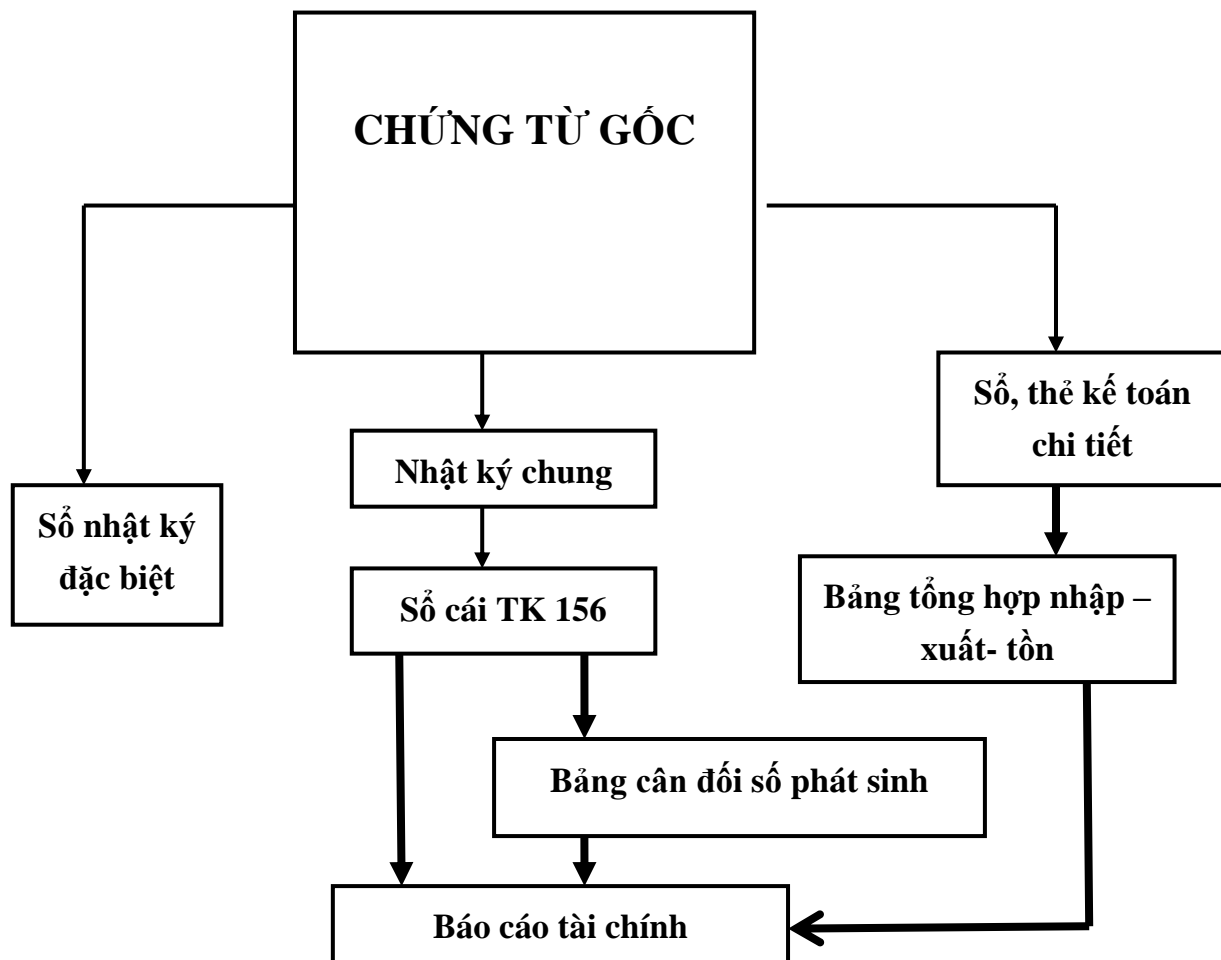 CHỨNG TỪ GỐC
Sổ, thẻ kế toán
chi tiết
Nhật ký chung
Sổ nhật ký
đặc biệt
Sổ cái TK 156
Bảng tổng hợp nhập –
xuất- tồn
Bảng cân đối số phát sinh
Báo cáo tài chính